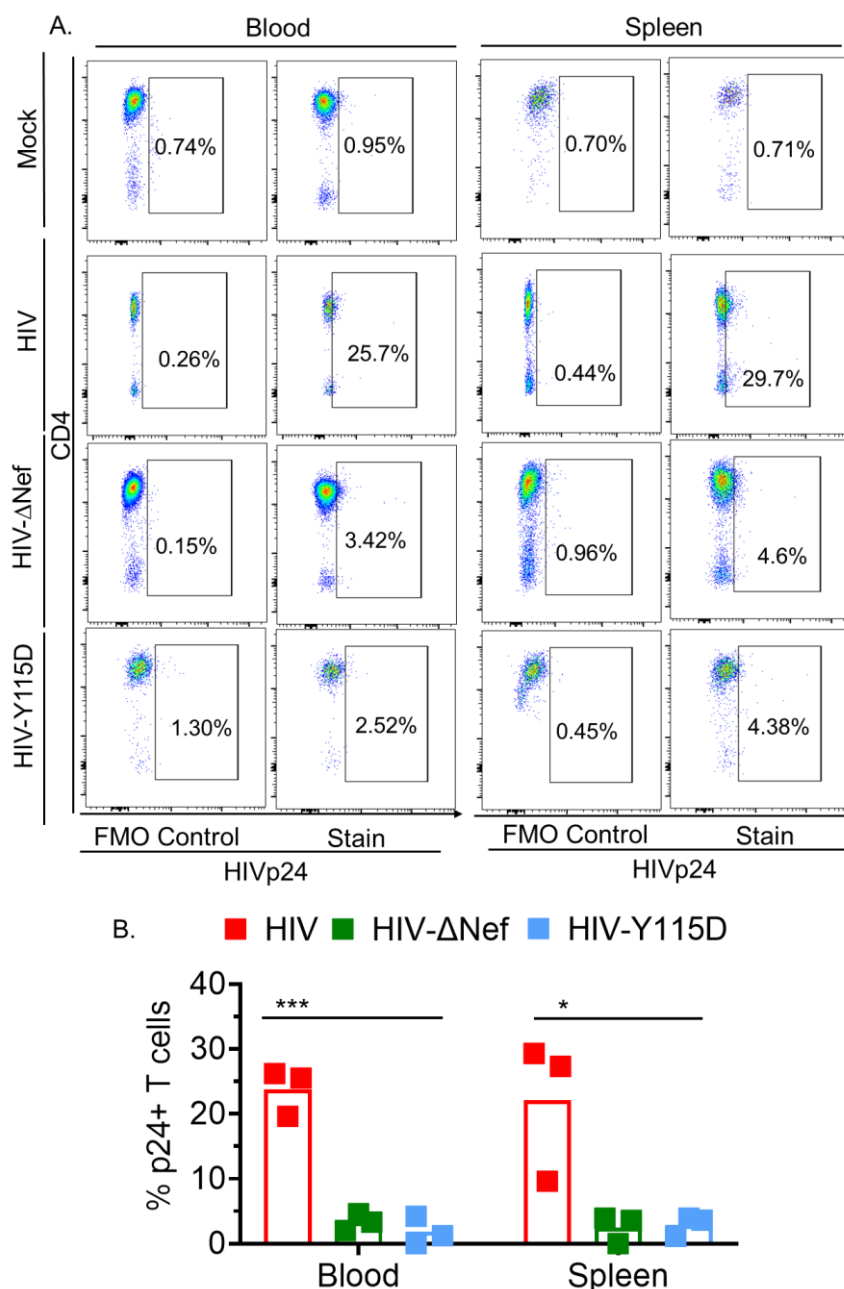 A.
Blood Spleen
Mock
0.74% 0.95% 0.70% 0.71%
HIV
0.26% 25.7% 0.44% 29.7%
CD4
HIV-ΔNef
0.15% 3.42% 0.96% 4.6%
HIV-Y115D
1.30% 2.52% 0.45% 4.38%
FMO Control Stain FMO Control Stain
HIVp24 HIVp24
B. HIV HIV-ΔNef HIV-Y115D
% p24+ T cells
40
30
20
10
0
*** *
Blood Spleen